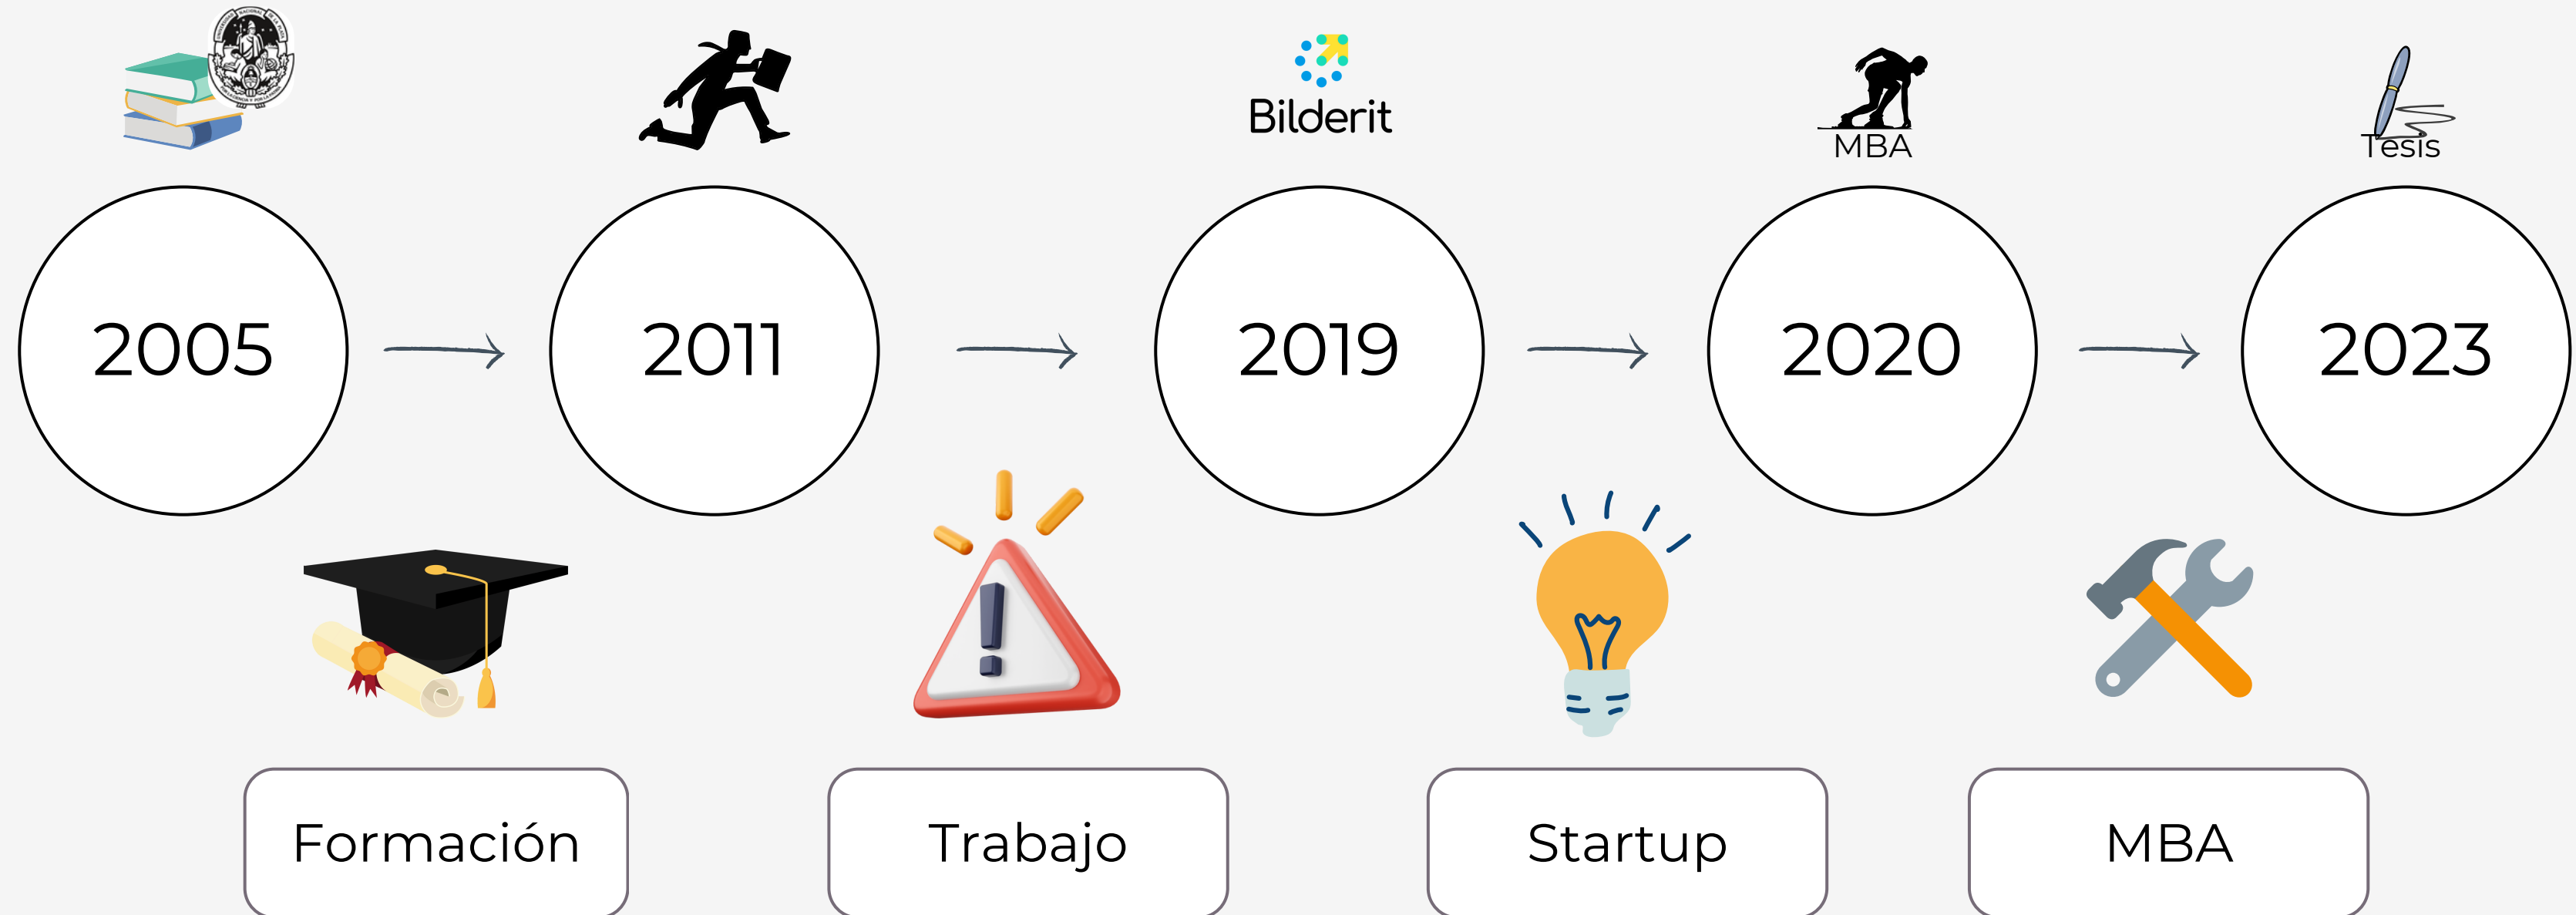 Bilderit
MBA
Tesis
2005
2011
2019
2020
2023
Formación
Trabajo
Startup
MBA